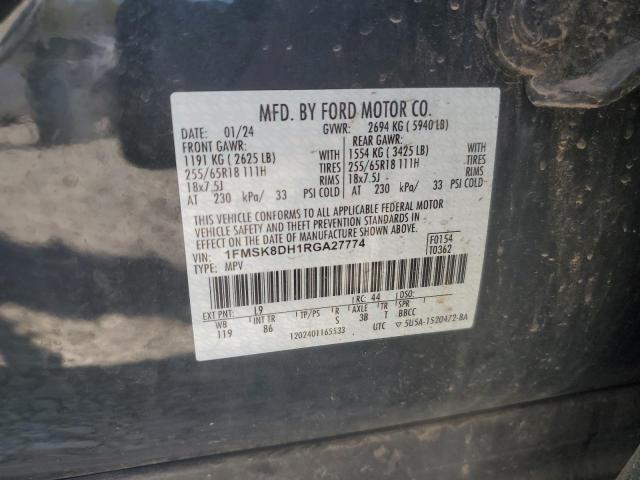 MFD. BY FORD MOTOR CO.
DATE: 01/24 GVWR: 2694 KG ( 5940 LB)
FRONT GAWR: REAR GAWR:
1191 KG ( 2625 LB) WITH 1554 KG ( 3425 LB) WITH
255/65R18 111H TIRES 255/65R18 111H TIRES
18x7.5J RIMS 18x7.5J RIMS
AT 230 kPa/ 33 PSI COLD AT 230 kPa/ 33 PSI COLD
THIS VEHICLE CONFORMS TO ALL APPLICABLE FEDERAL MOTOR
VEHICLE SAFETY AND THEFT PREVENTION STANDARDS IN
EFFECT ON THE DATE OF MANUFACTURE SHOWN ABOVE.
VIN: 1FMSK8DH1RGA27774 F0154
TYPE: MPV T0362
EXT PNT: J9 RC: 44 DSO:
WB INT TR TP/PS R AXLE TR SPR
119 86 S 3B T BBCC
1202401165533 UTC ▽5U5A-1520472-BA